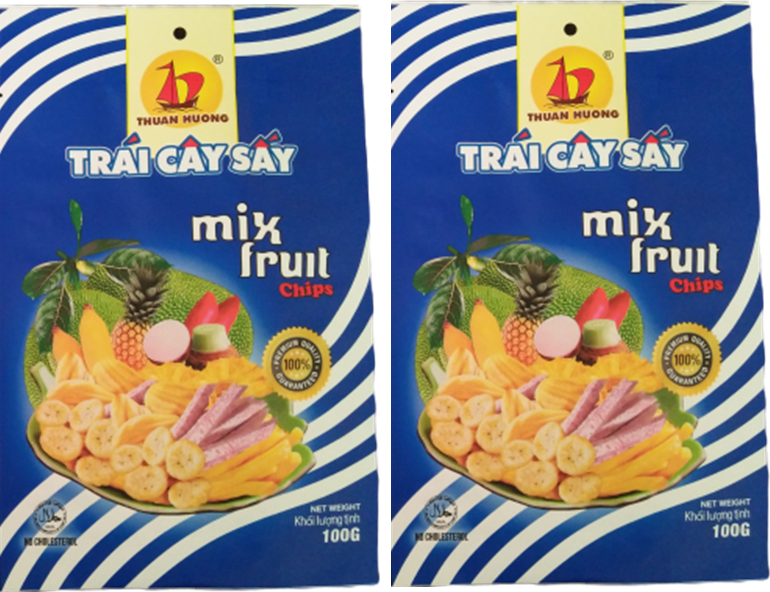 ®
THUAN HUONG
TRÁI CÂY SẤY
mix
fruit
Chips
PREMIUM QUALITY
100%
GUARANTEED
NET WEIGHT
Khối lượng tịnh
100G
NO CHOLESTEROL
®
THUAN HUONG
TRÁI CÂY SẤY
mix
fruit
Chips
PREMIUM QUALITY
100%
GUARANTEED
NET WEIGHT
Khối lượng tịnh
100G
NO CHOLESTEROL